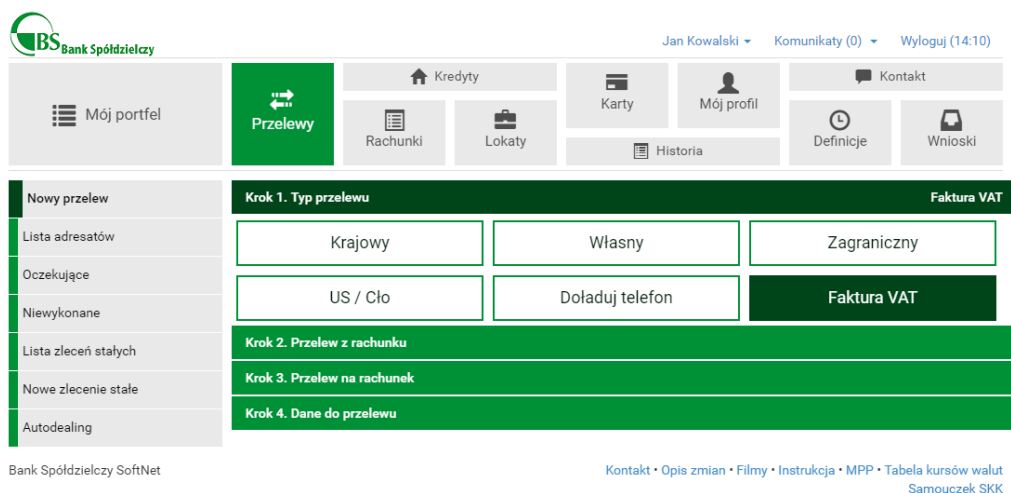 BS Bank Spółdzielczy
Jan Kowalski Komunikaty (0) Wyloguj (14:10)
Mój portfel
Przelewy
Kredyty
Rachunki
Lokaty
Karty
Mój profil
Historia
Kontakt
Definicje
Wnioski
Nowy przelew
Lista adresatów
Oczekujące
Niewykonane
Lista zleceń stałych
Nowe zlecenie stałe
Autodealing
Krok 1. Typ przelewu Faktura VAT
Krajowy Własny Zagraniczny
US / Cło Doładuj telefon Faktura VAT
Krok 2. Przelew z rachunku
Krok 3. Przelew na rachunek
Krok 4. Dane do przelewu
Bank Spółdzielczy SoftNet
Kontakt • Opis zmian • Filmy • Instrukcja • MPP • Tabela kursów walut
Samouczek SKK